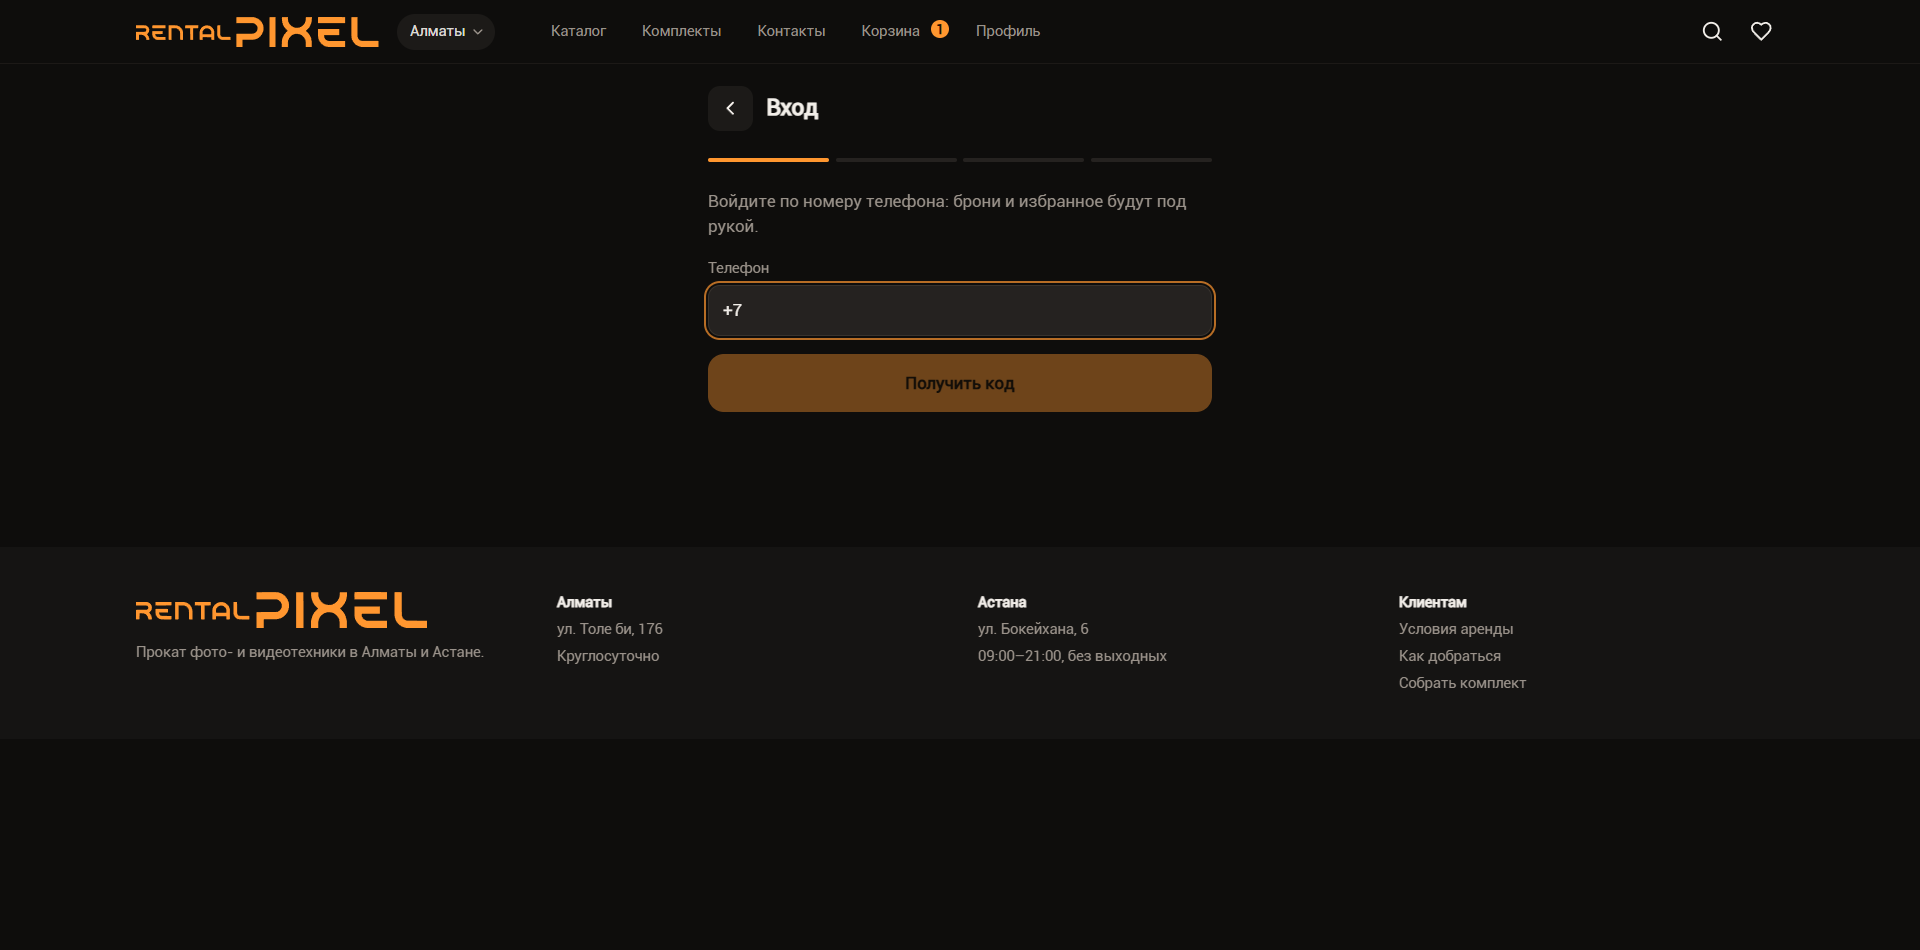 RENTAL PIXEL
Алматы
Каталог
Комплекты
Контакты
Корзина 1
Профиль
Вход
Войдите по номеру телефона: брони и избранное будут под
рукой.
Телефон
+7
Получить код
RENTAL PIXEL
Прокат фото- и видеотехники в Алматы и Астане.
Алматы
ул. Толе би, 176
Круглосуточно
Астана
ул. Бокейхана, 6
09:00–21:00, без выходных
Клиентам
Условия аренды
Как добраться
Собрать комплект